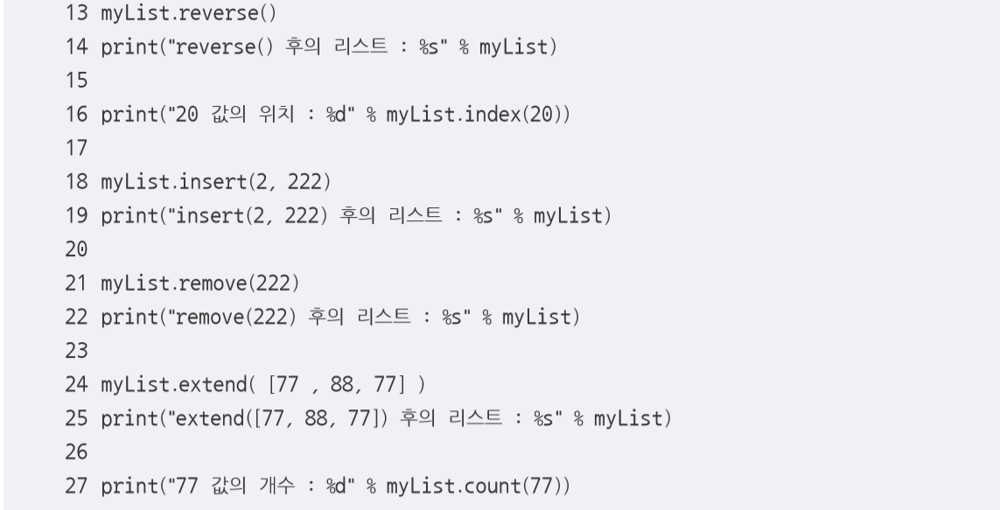 13 myList.reverse()
14 print("reverse() 후의 리스트 : %s" % myList)
15
16 print("20 값의 위치 : %d" % myList.index(20))
17
18 myList.insert(2, 222)
19 print("insert(2, 222) 후의 리스트 : %s" % myList)
20
21 myList.remove(222)
22 print("remove(222) 후의 리스트 : %s" % myList)
23
24 myList.extend( [77 , 88, 77] )
25 print("extend([77, 88, 77]) 후의 리스트 : %s" % myList)
26
27 print("77 값의 개수 : %d" % myList.count(77))